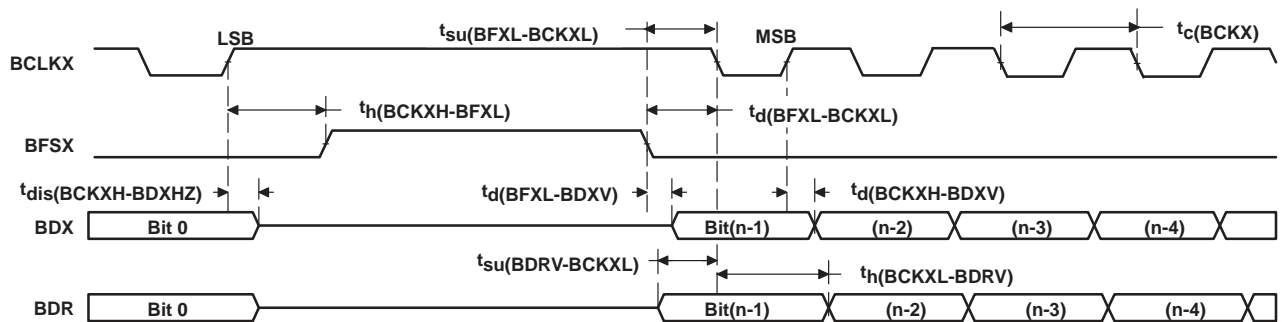 LSB
tsu(BFXL-BCKXL)
MSB
tc(BCKX)
BCLKX
th(BCKXH-BFXL)
td(BFXL-BCKXL)
BFSX
tdis(BCKXH-BDXHZ)
td(BFXL-BDXV)
td(BCKXH-BDXV)
BDX Bit 0 Bit(n-1) (n-2) (n-3) (n-4)
tsu(BDRV-BCKXL)
th(BCKXL-BDRV)
BDR Bit 0 Bit(n-1) (n-2) (n-3) (n-4)